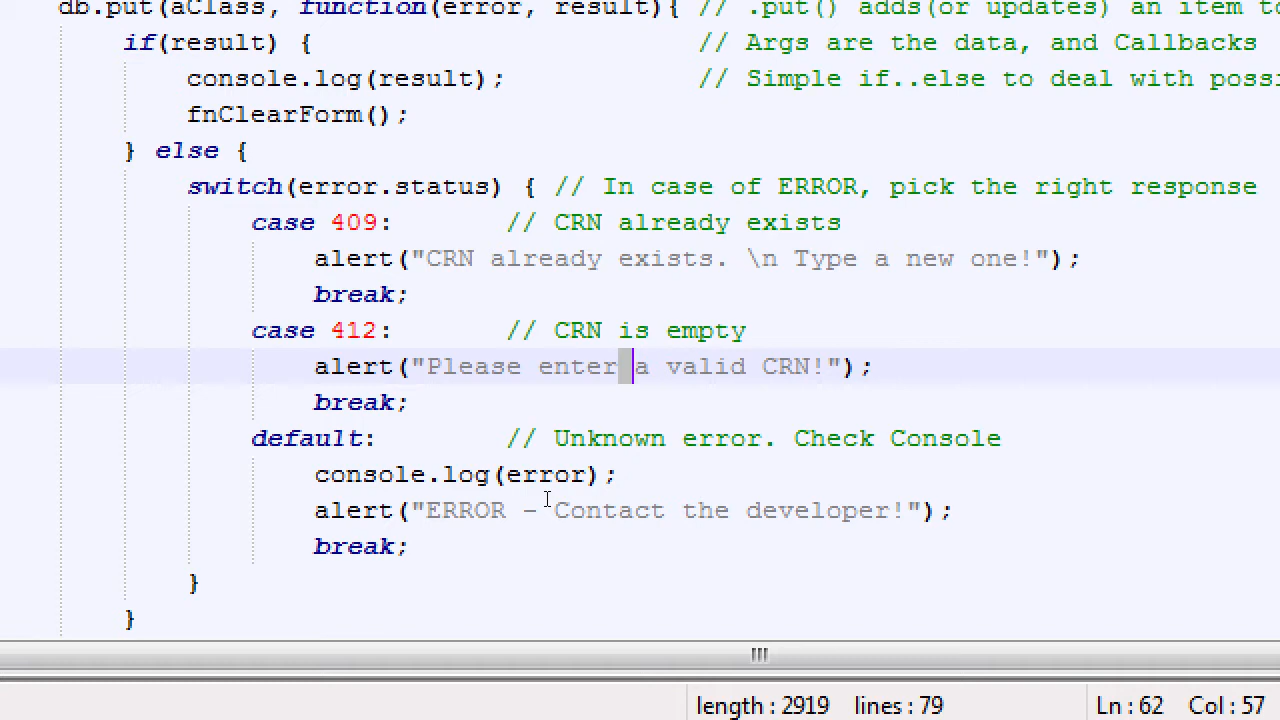 db.put(aClass, function(error, result){ // .put() adds(or updates) an item to
if(result) { // Args are the data, and Callbacks
console.log(result); // Simple if..else to deal with possi
fnClearForm();
} else {
switch(error.status) { // In case of ERROR, pick the right response
case 409: // CRN already exists
alert("CRN already exists. \n Type a new one!");
break;
case 412: // CRN is empty
alert("Please enter a valid CRN!");
break;
default: // Unknown error. Check Console
console.log(error);
alert("ERROR - Contact the developer!");
break;
}
}
length : 2919 lines : 79 Ln : 62 Col : 57